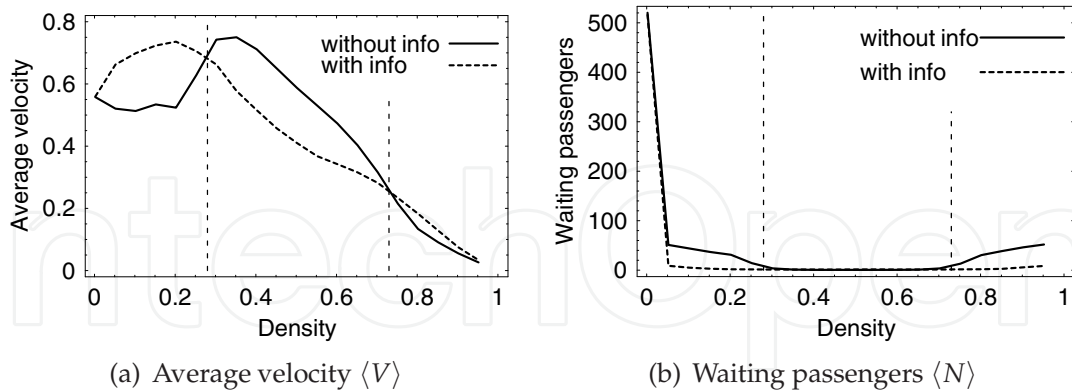 0.8
0.6
0.4
0.2
0
Average velocity
without info
with info
0 0.2 0.4 0.6 0.8 1
Density
(a) Average velocity ⟨V⟩
500
400
300
200
100
0
Waiting passengers
without info
with info
0 0.2 0.4 0.6 0.8 1
Density
(b) Waiting passengers ⟨N⟩
ntechOpen